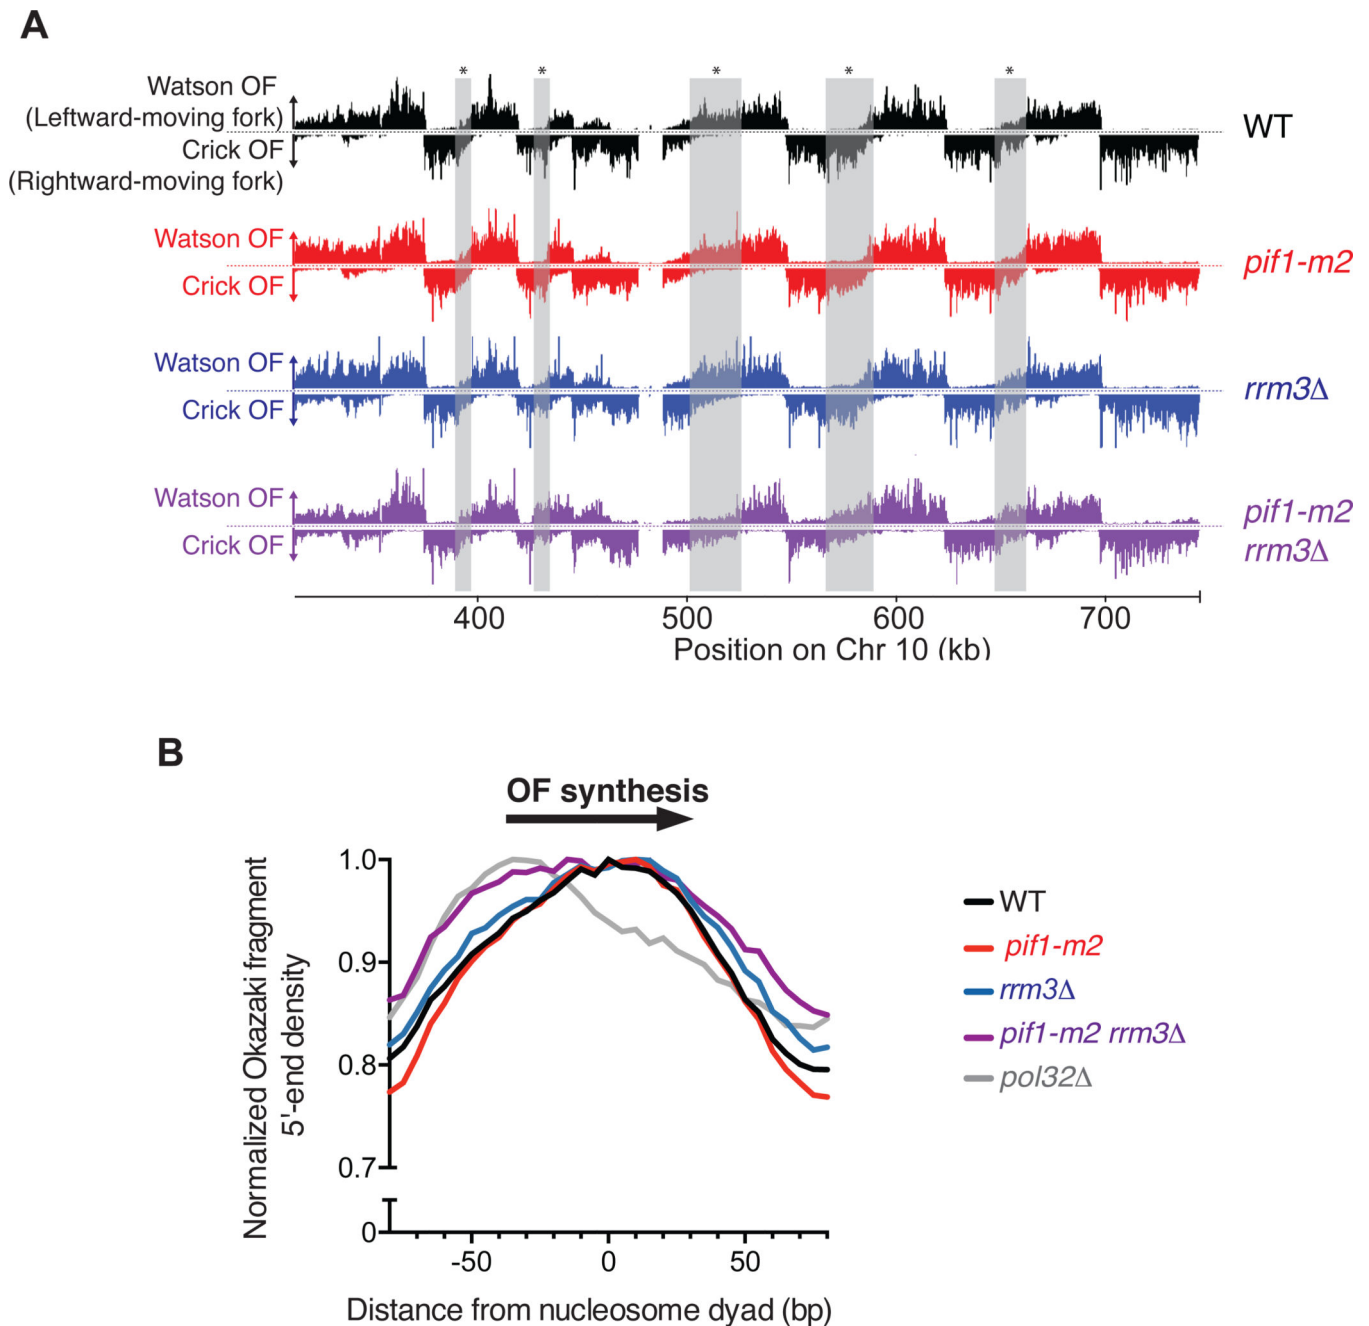 A
* * * * *
Watson OF
(Leftward-moving fork)
Crick OF
(Rightward-moving fork)
WT
Watson OF
Crick OF
pif1-m2
Watson OF
Crick OF
rrm3Δ
Watson OF
Crick OF
pif1-m2
rrm3Δ
400 500 600 700
Position on Chr 10 (kb)
B
OF synthesis
Normalized Okazaki fragment
5'-end density
1.0
0.9
0.8
0.7
0
-50 0 50
Distance from nucleosome dyad (bp)
WT
pif1-m2
rrm3Δ
pif1-m2 rrm3Δ
pol32Δ